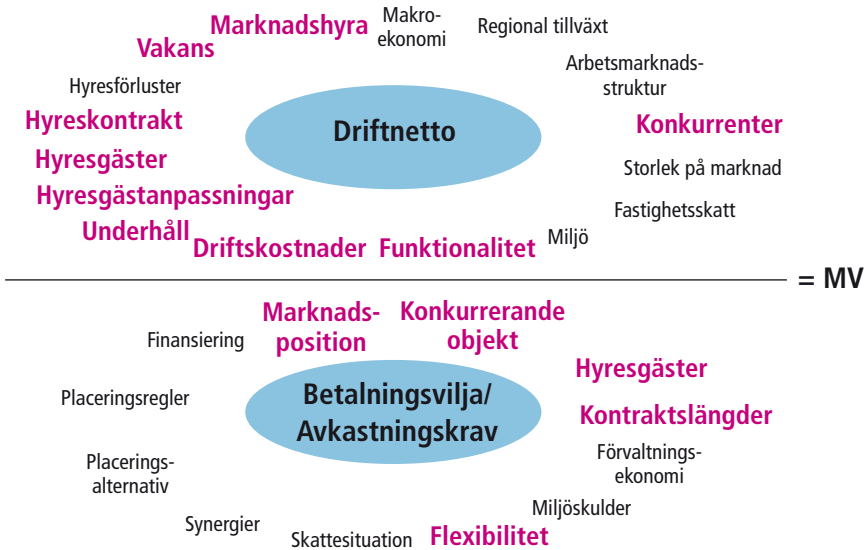 Marknadshyra
Makro-
ekonomi
Regional tillväxt
Vakans
Arbetsmarknads-
struktur
Hyresförluster
Hyreskontrakt
Driftnetto
Konkurrenter
Hyresgäster
Storlek på marknad
Hyresgästanpassningar
Fastighetsskatt
Underhåll
Driftskostnader
Funktionalitet
Miljö
= MV
Marknads-
position
Konkurrerande
objekt
Finansiering
Hyresgäster
Placeringsregler
Betalningsvilja/
Avkastningskrav
Kontraktslängder
Placerings-
alternativ
Förvaltnings-
ekonomi
Miljöskulder
Synergier
Skattesituation
Flexibilitet